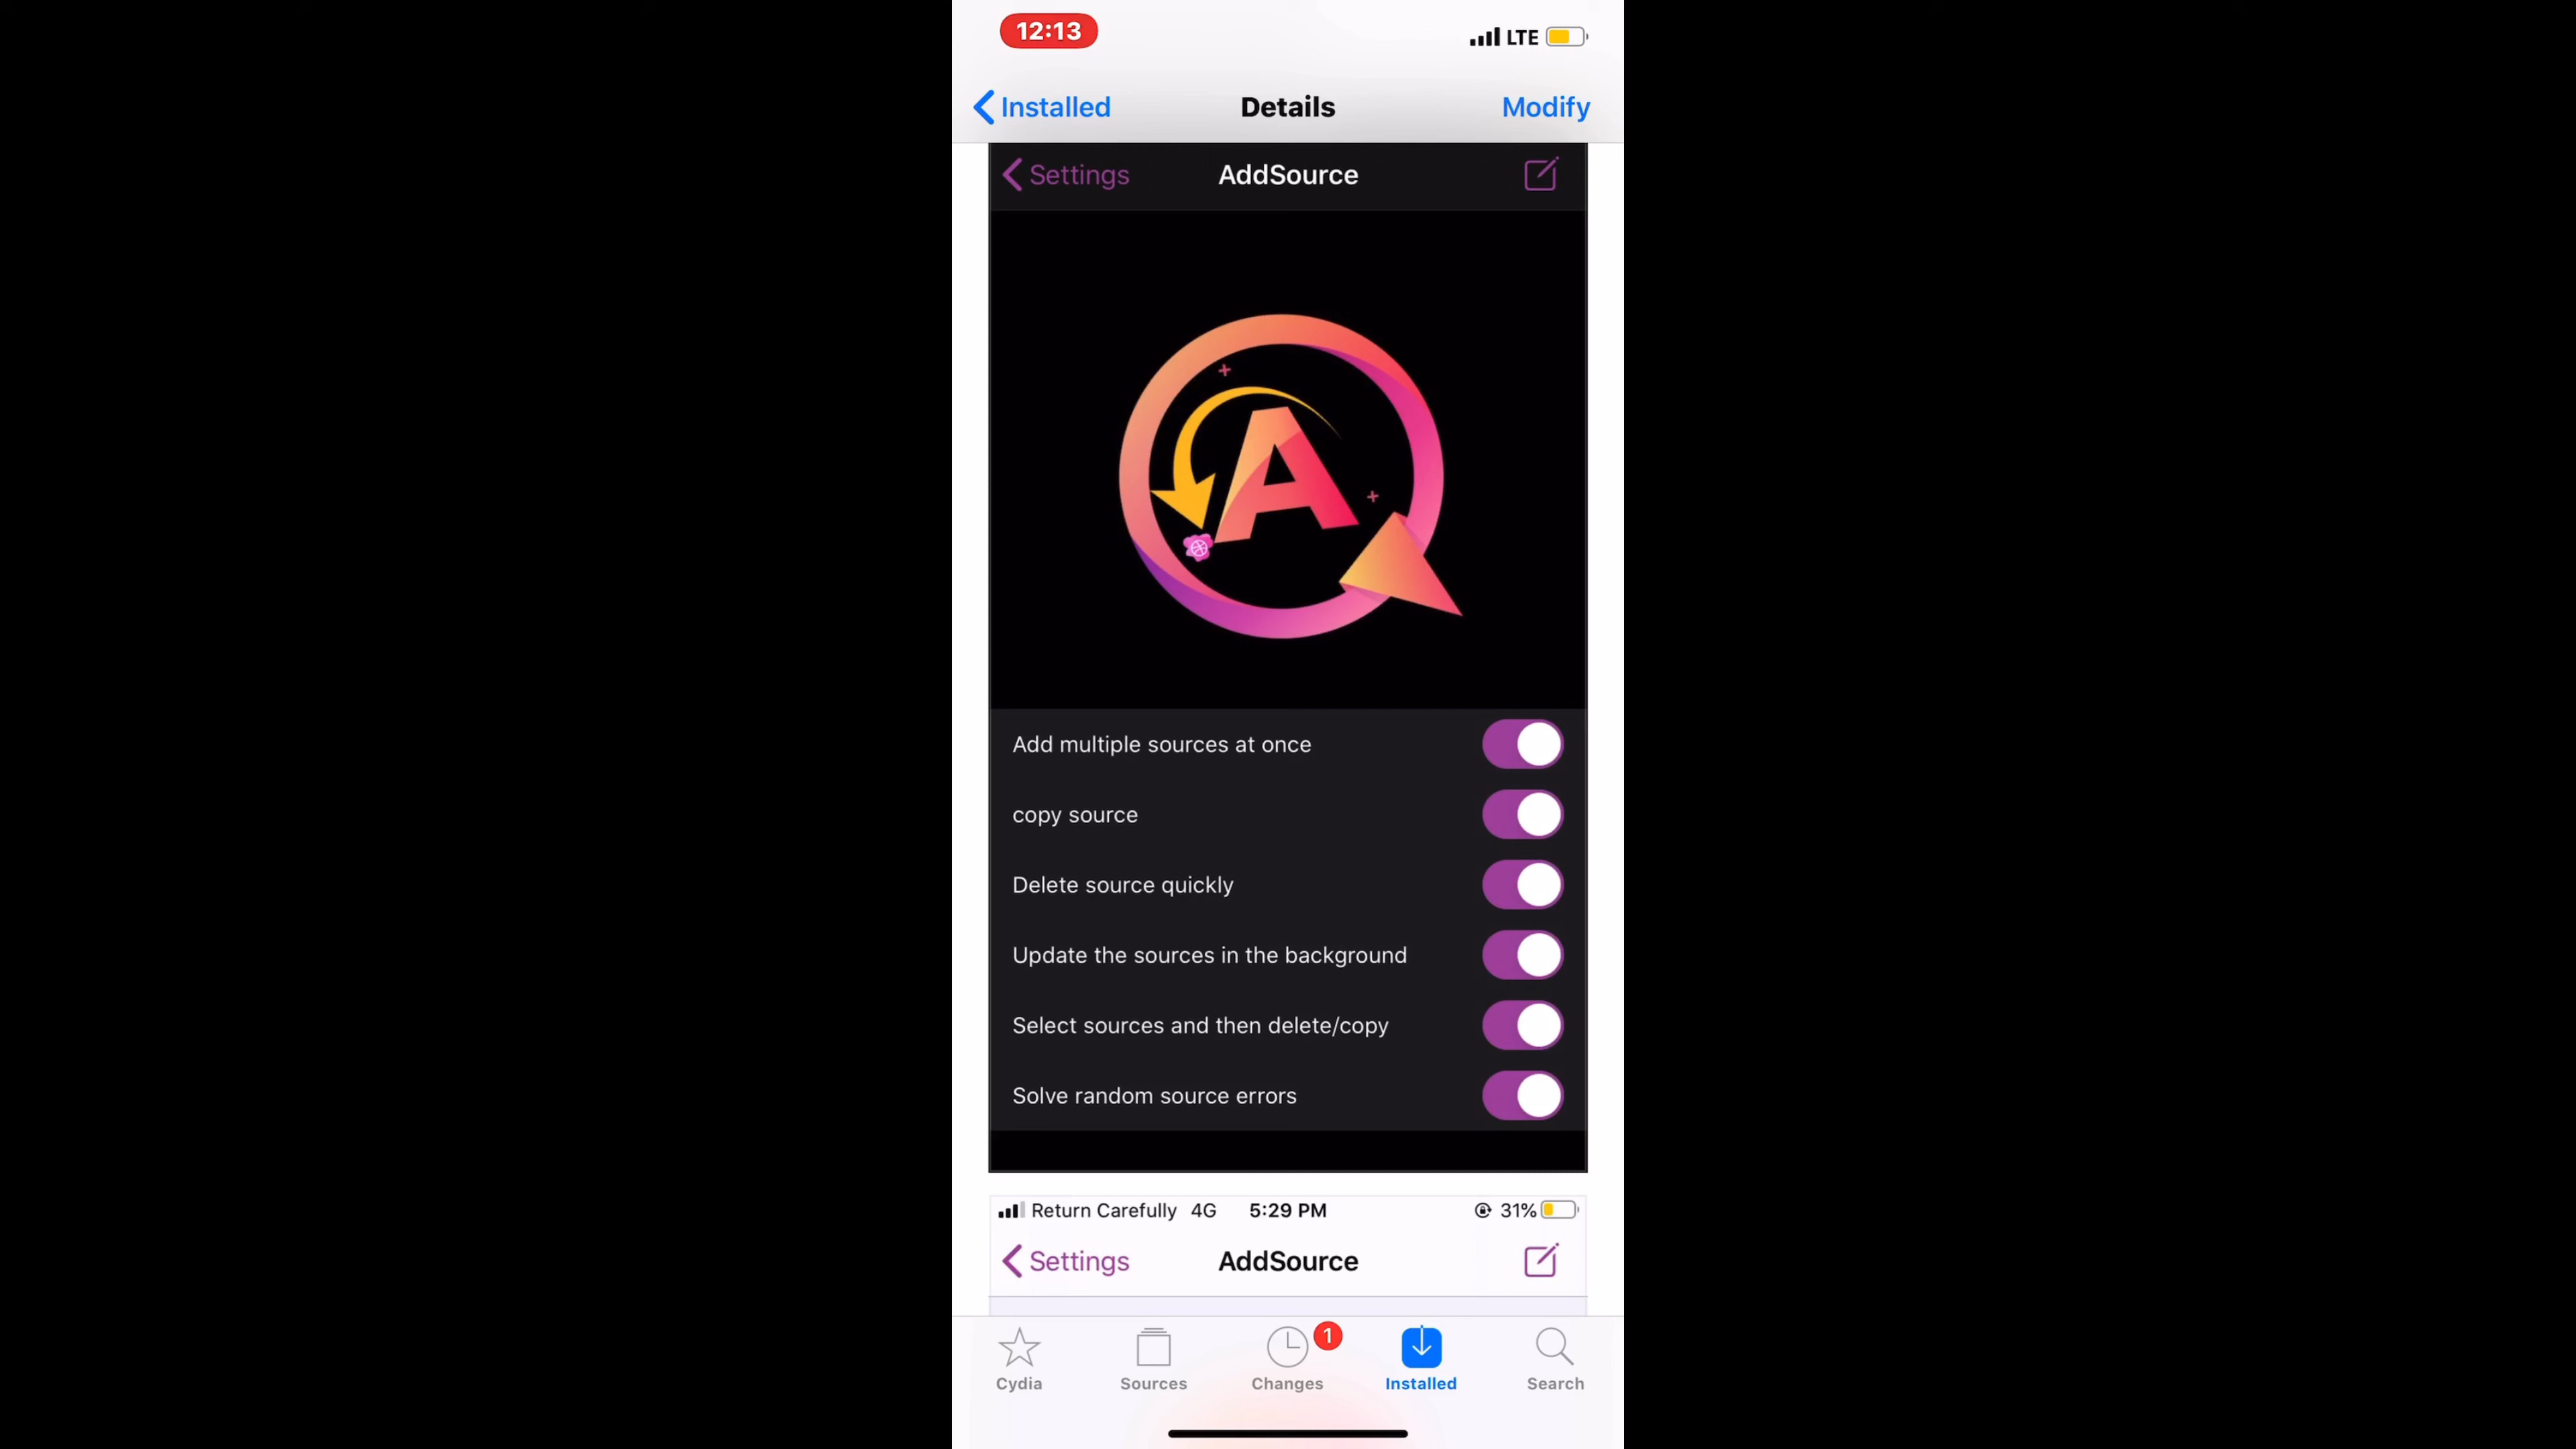 12:13
LTE
Installed Details Modify
Settings AddSource
A
Add multiple sources at once
copy source
Delete source quickly
Update the sources in the background
Select sources and then delete/copy
Solve random source errors
Return Carefully 4G 5:29 PM 31%
Settings AddSource
1
Cydia Sources Changes Installed Search